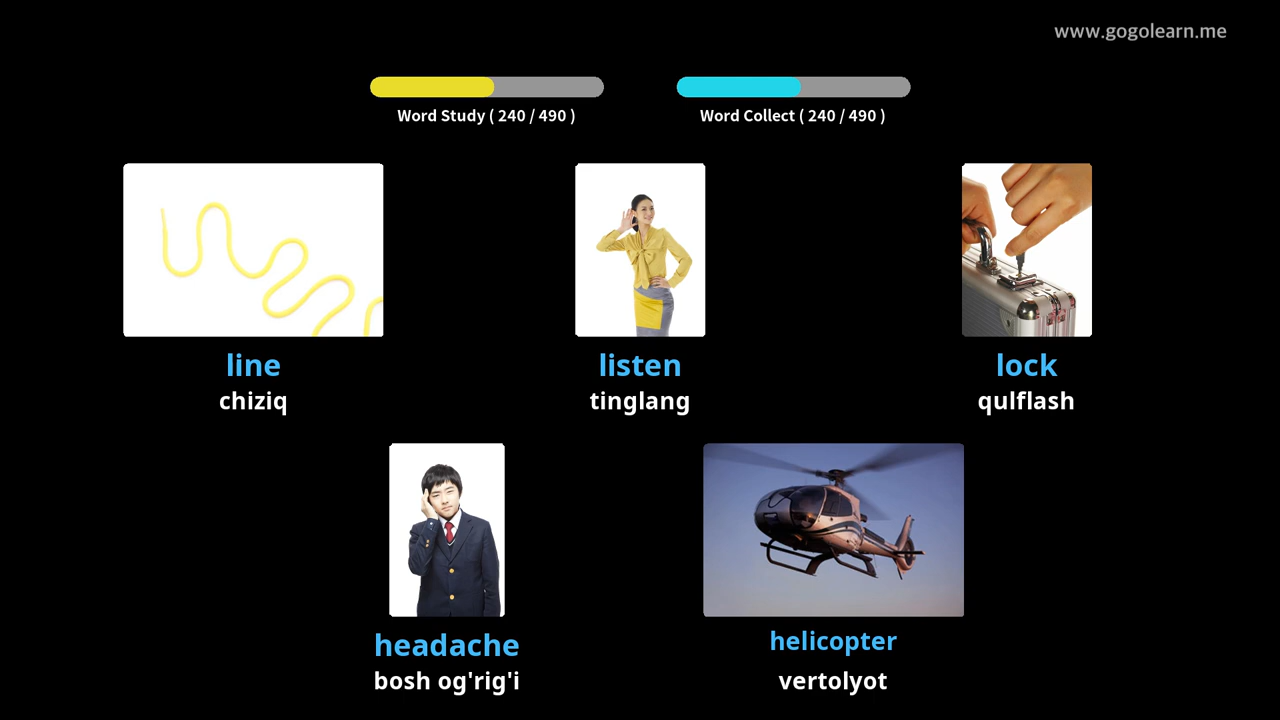 www.gogolearn.me
Word Study ( 240 / 490 )
Word Collect ( 240 / 490 )
line
chiziq
listen
tinglang
lock
qulflash
headache
bosh og'rig'i
helicopter
vertolyot